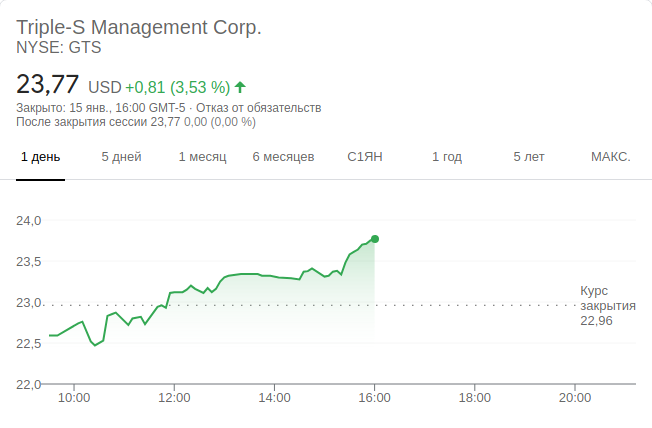 Triple-S Management Corp.
NYSE: GTS
23,77 USD +0,81 (3,53 %)
Закрыто: 15 янв., 16:00 GMT-5 · Отказ от обязательств
После закрытия сессии 23,77 0,00 (0,00 %)
1 день 5 дней 1 месяц 6 месяцев С1ЯН 1 год 5 лет МАКС.
24,0
23,5
23,0
22,5
22,0
Курс
закрытия
22,96
10:00 12:00 14:00 16:00 18:00 20:00